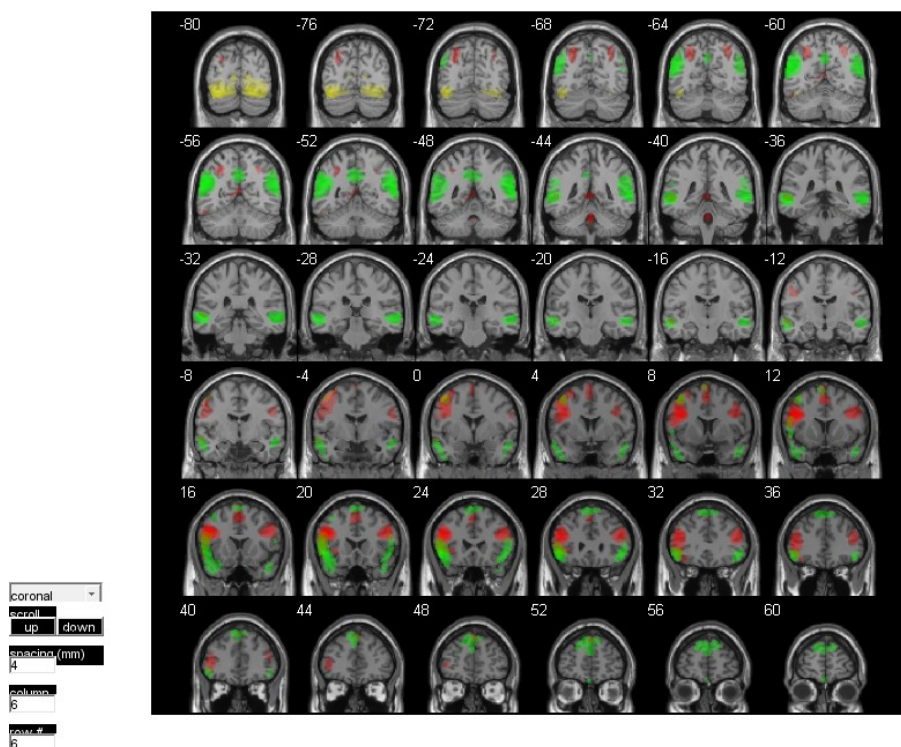 -80 -76 -72 -68 -64 -60
-56 -52 -48 -44 -40 -36
-32 -28 -24 -20 -16 -12
-8 -4 0 4 8 12
16 20 24 28 32 36
40 44 48 52 56 60
coronal
scroll
up down
spacing (mm)
4
column
6
row #
6